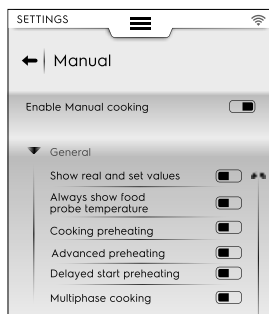 SETTINGS
Manual
Enable Manual cooking
General
Show real and set values
Always show food
probe temperature
Cooking preheating
Advanced preheating
Delayed start preheating
Multiphase cooking